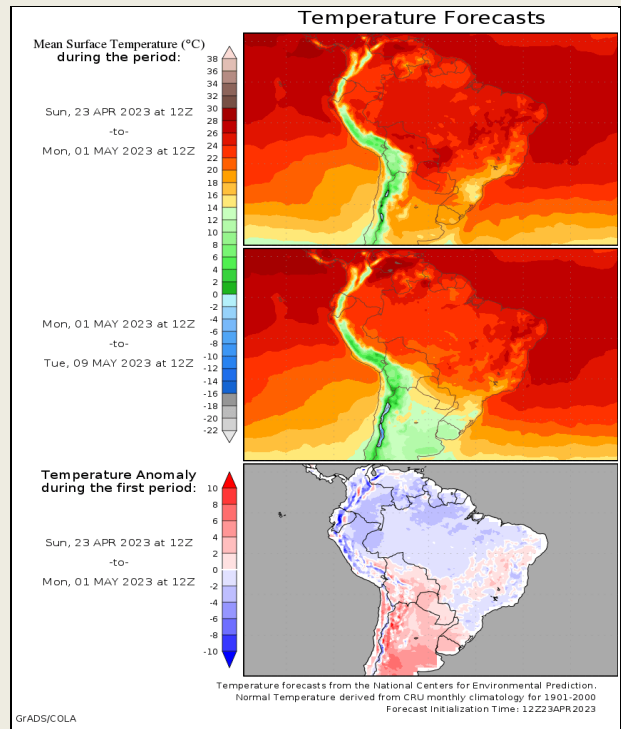 Temperature Forecasts
Mean Surface Temperature (°C)
during the period:
Sun, 23 APR 2023 at 12Z
-to-
Mon, 01 MAY 2023 at 12Z
38
36
34
32
30
28
26
24
22
20
18
16
14
12
10
8
6
4
2
0
-2
-4
-6
-8
-10
-12
-14
-16
-18
-20
-22
Mon, 01 MAY 2023 at 12Z
-to-
Tue, 09 MAY 2023 at 12Z
Temperature Anomaly
during the first period:
Sun, 23 APR 2023 at 12Z
-to-
Mon, 01 MAY 2023 at 12Z
10
8
6
4
2
0
-2
-4
-6
-8
-10
Temperature forecasts from the National Centers for Environmental Prediction.
Normal Temperature derived from CRU monthly climatology for 1901-2000
Forecast Initialization Time: 12Z23APR2023
GrADS/COLA